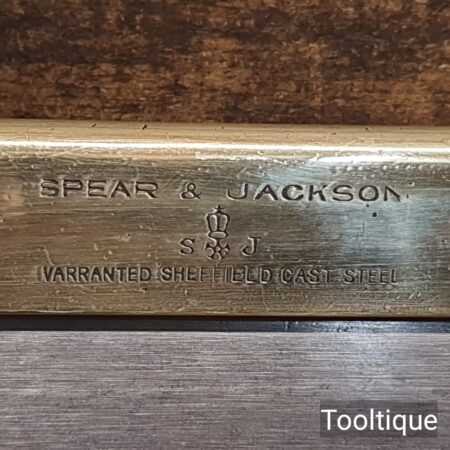 SPEAR & JACKSON
S J
WARRANTED SHEFFIELD CAST STEEL
Tooltique